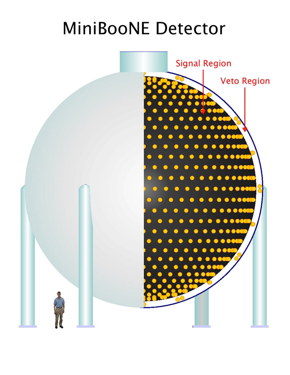 MiniBooNE Detector
Signal Region
Veto Region